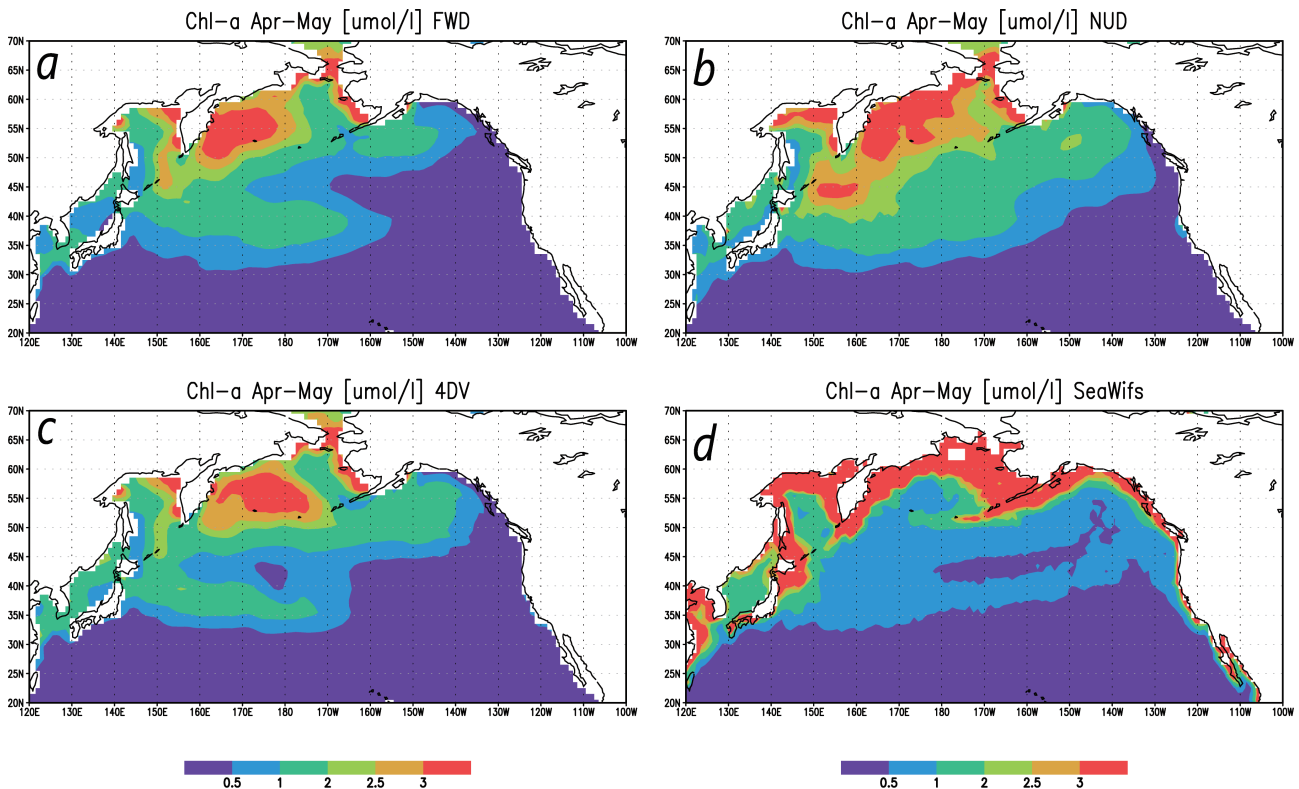 Chl-a Apr-May [umol/l] FWD
a
70N
65N
60N
55N
50N
45N
40N
35N
30N
25N
20N
120E 130E 140E 150E 160E 170E 180 170W 160W 150W 140W 130W 120W 110W 100W
Chl-a Apr-May [umol/l] NUD
b
70N
65N
60N
55N
50N
45N
40N
35N
30N
25N
20N
120E 130E 140E 150E 160E 170E 180 170W 160W 150W 140W 130W 120W 110W 100W
Chl-a Apr-May [umol/l] 4DV
c
70N
65N
60N
55N
50N
45N
40N
35N
30N
25N
20N
120E 130E 140E 150E 160E 170E 180 170W 160W 150W 140W 130W 120W 110W 100W
Chl-a Apr-May [umol/l] SeaWifs
d
70N
65N
60N
55N
50N
45N
40N
35N
30N
25N
20N
120E 130E 140E 150E 160E 170E 180 170W 160W 150W 140W 130W 120W 110W 100W
0.5 1 2 2.5 3
0.5 1 2 2.5 3